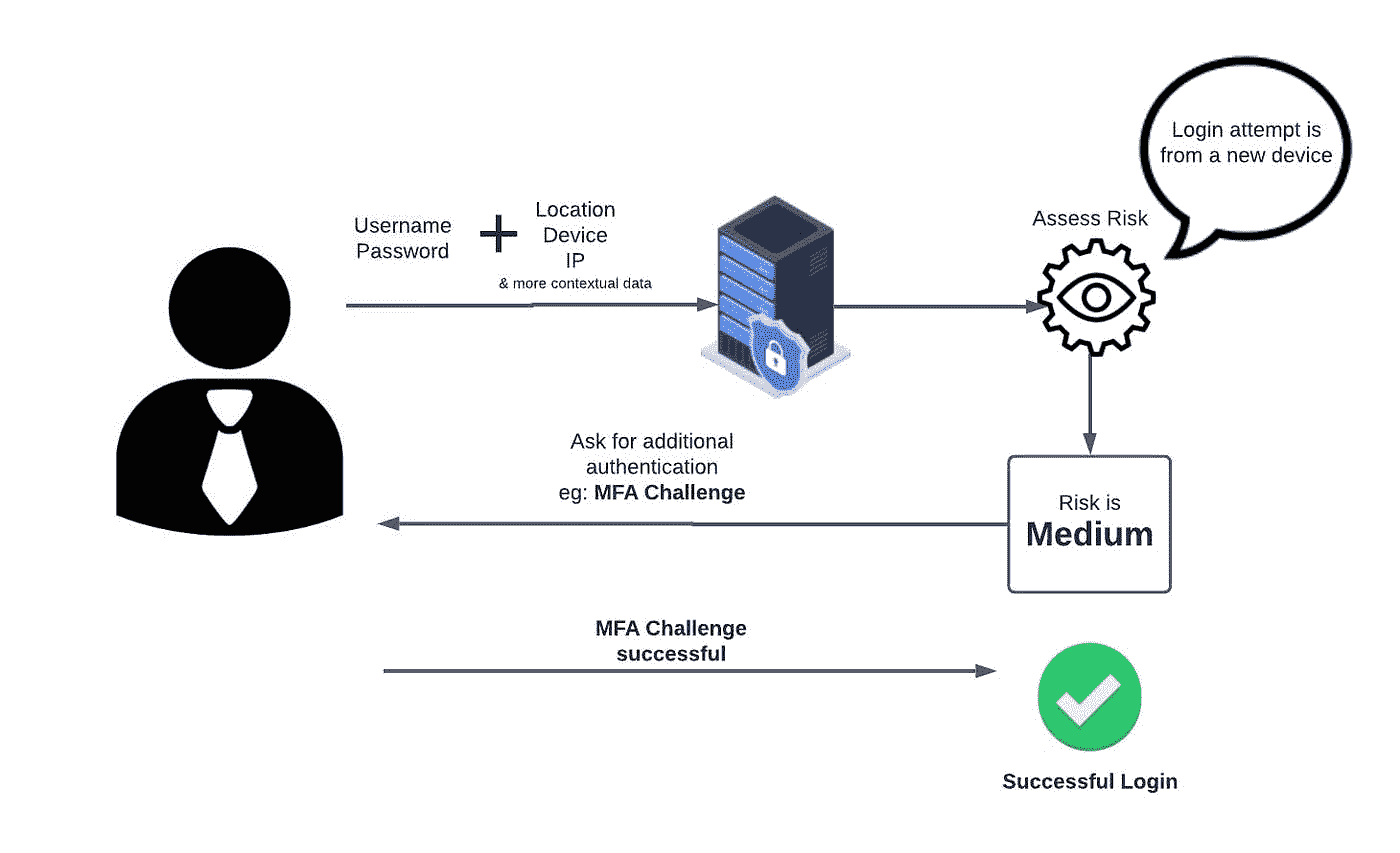 Login attempt is
from a new device
Username
Password
Location
Device
IP
& more contextual data
Assess Risk
Ask for additional
authentication
eg: MFA Challenge
Risk is
Medium
MFA Challenge
successful
Successful Login